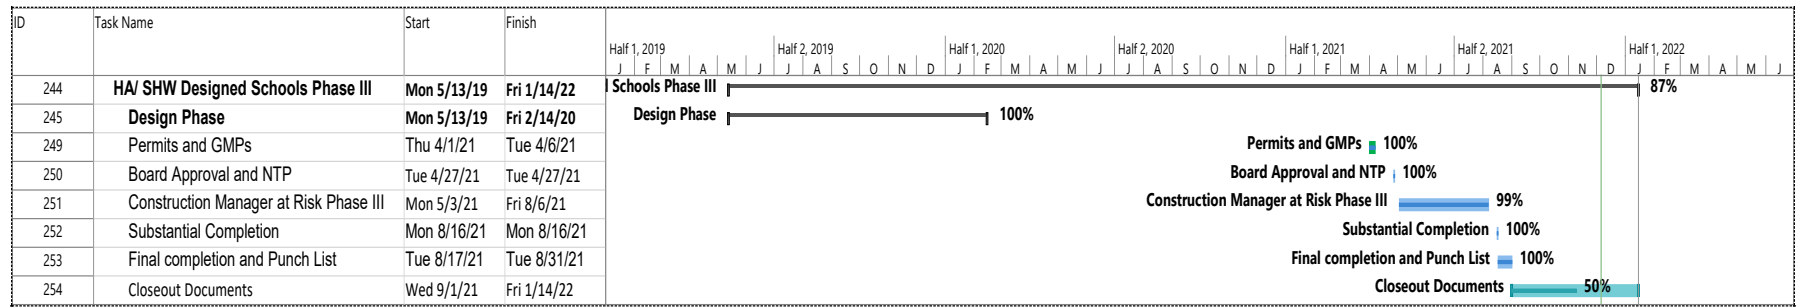 ID Task Name Start Finish
Half 1, 2019 Half 2, 2019 Half 1, 2020 Half 2, 2020 Half 1, 2021 Half 2, 2021 Half 1, 2022
J F M A M J J A S O N D J F M A M J J A S O N D J F M A M J J A S O N D J F M A M J
244 HA/ SHW Designed Schools Phase III Mon 5/13/19 Fri 1/14/22 Schools Phase III 87%
245 Design Phase Mon 5/13/19 Fri 2/14/20 Design Phase 100%
249 Permits and GMPs Thu 4/1/21 Tue 4/6/21 Permits and GMPs 100%
250 Board Approval and NTP Tue 4/27/21 Tue 4/27/21 Board Approval and NTP 100%
251 Construction Manager at Risk Phase III Mon 5/3/21 Fri 8/6/21 Construction Manager at Risk Phase III 99%
252 Substantial Completion Mon 8/16/21 Mon 8/16/21 Substantial Completion 100%
253 Final completion and Punch List Tue 8/17/21 Tue 8/31/21 Final completion and Punch List 100%
254 Closeout Documents Wed 9/1/21 Fri 1/14/22 Closeout Documents 50%